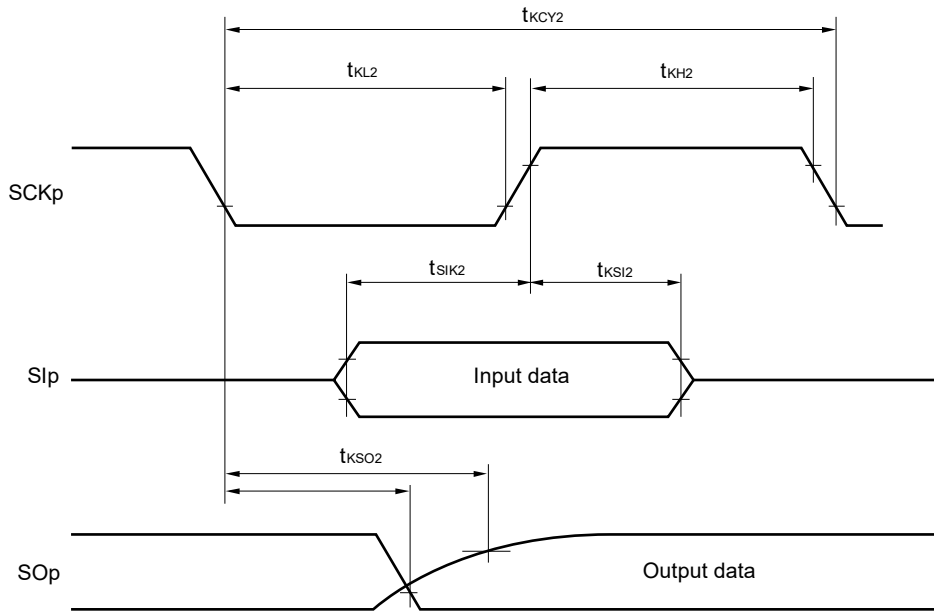 tKCY2
tKL2
tKH2
SCKp
tSIK2
tKSI2
SIp
Input data
tKSO2
SOp
Output data